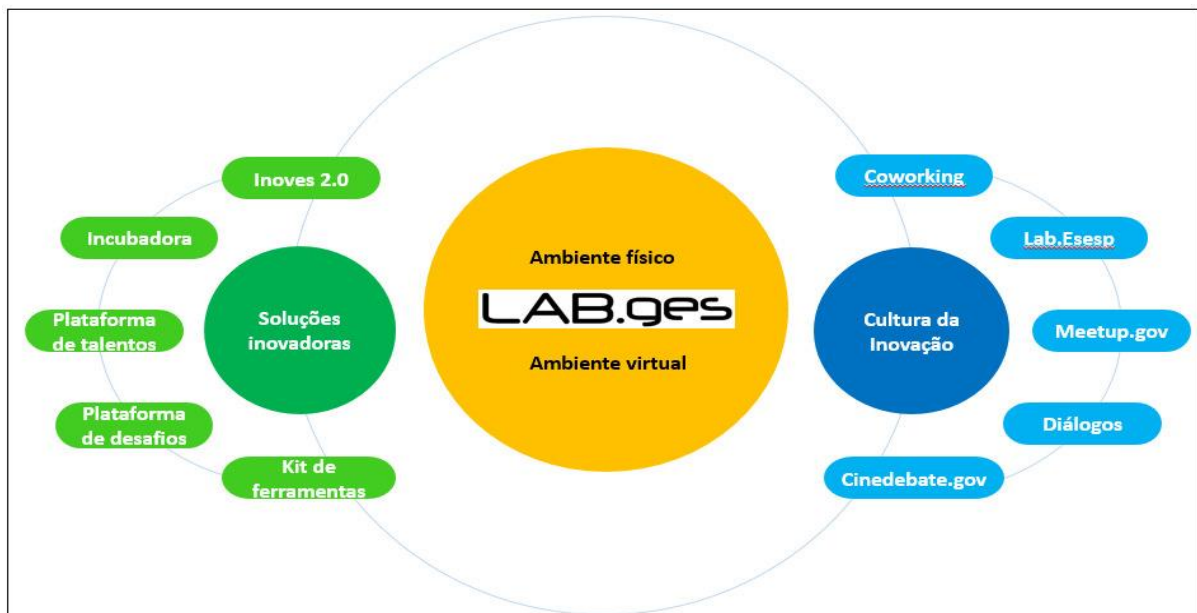 Inoves 2.0
Incubadora
Plataforma
de talentos
Plataforma
de desafios
Kit de
ferramentas
Soluções
inovadoras
Ambiente físico
LAB.ges
Ambiente virtual
Cultura da
Inovação
Coworking
Lab.Esesp
Meetup.gov
Diálogos
Cinedebate.gov